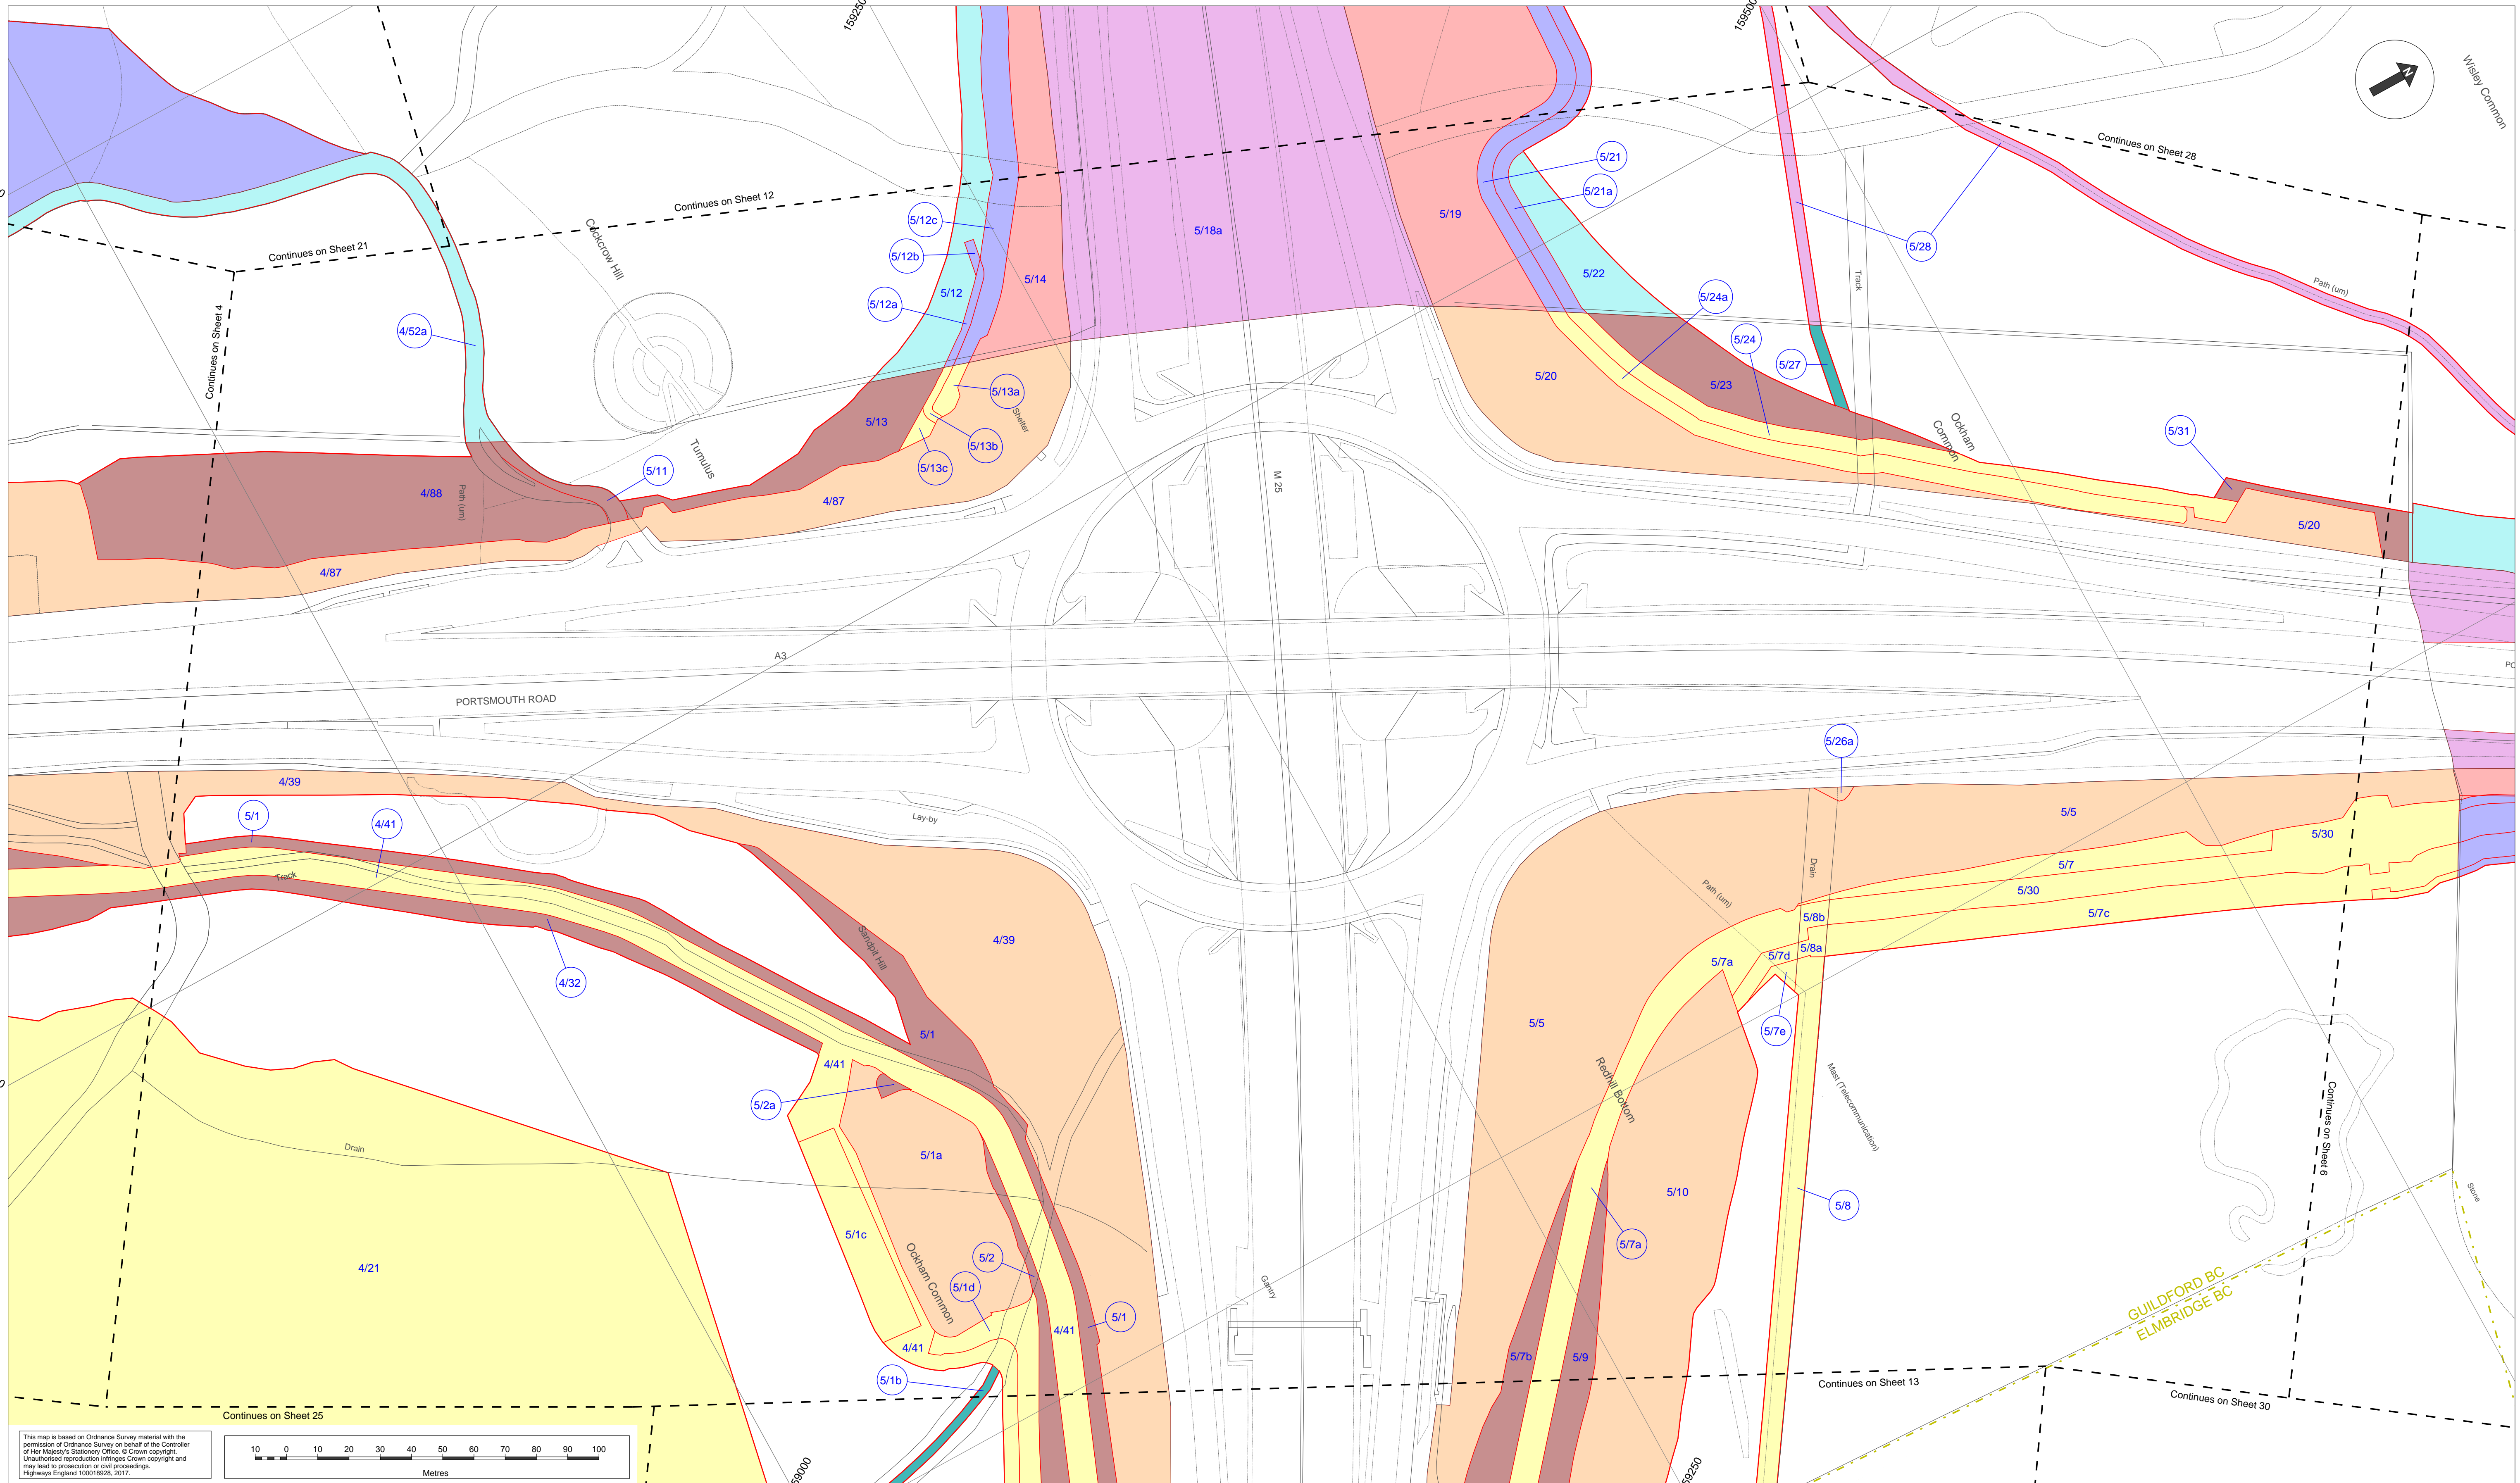 159250
159500
N
Wisley Common
Continues on Sheet 28
5/21
5/21a
Continues on Sheet 12
5/12c
5/12b
5/12a
5/12
5/14
5/18a
5/19
5/22
5/28
Cockcrow Hill
Continues on Sheet 21
Continues on Sheet 4
4/52a
Track
Path (um)
5/24a
5/24
5/27
5/23
5/20
5/13a
5/13
5/13b
5/13c
Shelter
Tumulus
5/11
4/88
Path (um)
4/87
4/87
M 25
Ockham
Common
5/31
5/20
A3
PORTSMOUTH ROAD
5/26a
4/39
5/1
4/41
Lay-by
Track
5/5
5/30
5/7
5/30
Drain
Path (um)
5/8b
5/7c
5/8a
5/7d
5/7a
5/7e
4/39
Sandpit Hill
4/32
5/1
4/41
5/2a
5/5
Redhill Bottom
Mast (Telecommunication)
Continues on Sheet 6
Drain
5/1a
5/10
5/8
5/7a
Stone
5/1c
Ockham Common
5/2
5/1d
4/21
4/41
5/1
4/41
Gantry
GUILDFORD BC
ELMBRIDGE BC
5/7b
5/9
5/1b
Continues on Sheet 13
Continues on Sheet 30
Continues on Sheet 25
This map is based on Ordnance Survey material with the
permission of Ordnance Survey on behalf of the Controller
of Her Majesty's Stationery Office. © Crown copyright.
Unauthorised reproduction infringes Crown copyright and
may lead to prosecution or civil proceedings.
Highways England 100018928, 2017.
10 0 10 20 30 40 50 60 70 80 90 100
Metres